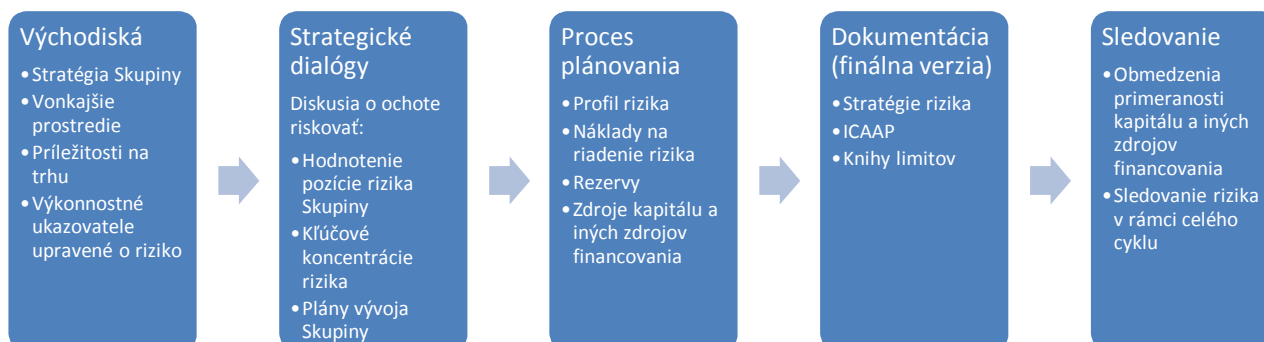 Východiská
•Stratégia Skupiny
•Vonkajšie
prostredie
•Príležitosti na
trhu
•Výkonnostné
ukazovatele
upravené o riziko
Strategické
dialógy
Diskusia o ochote
riskovať:
•Hodnotenie
pozície rizika
Skupiny
•Kľúčové
koncentrácie
rizika
•Plány vývoja
Skupiny
Proces
plánovania
•Profil rizika
•Náklady na
riadenie rizika
•Rezervy
•Zdroje kapitálu a
iných zdrojov
financovania
Dokumentácia
(finálna verzia)
•Stratégie rizika
•ICAAP
•Knihy limitov
Sledovanie
•Obmedzenia
primeranosti
kapitálu a iných
zdrojov
financovania
•Sledovanie rizika
v rámci celého
cyklu